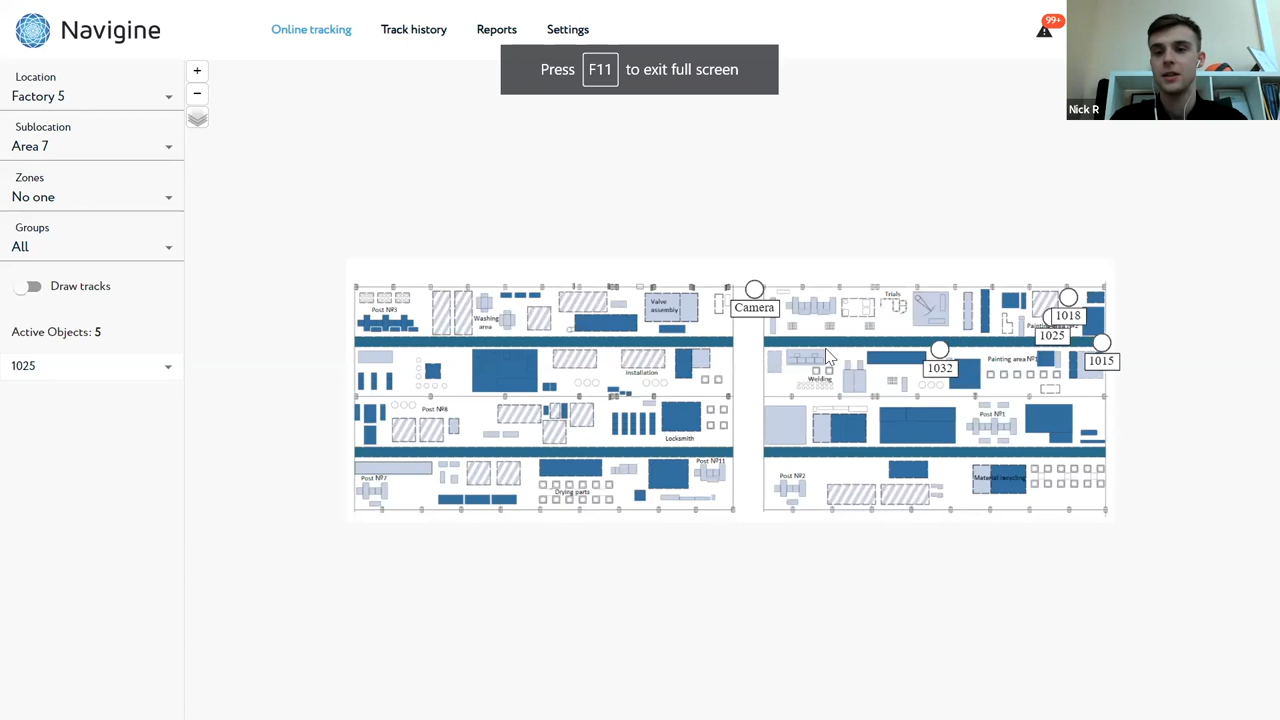 Navigine
Online tracking
Track history
Reports
Settings
99+
Press F11 to exit full screen
Nick R
Location
Factory 5
Sublocation
Area 7
Zones
No one
Groups
All
Draw tracks
Active Objects: 5
1025
+
−
Post №3
Washing
area
Valve
assembly
Camera
Trials
1018
1025
1015
1032
Installation
Welding
Painting area №1
Post №8
Locksmith
Post №1
Post №7
Drying parts
Post №11
Post №2
Material recycling